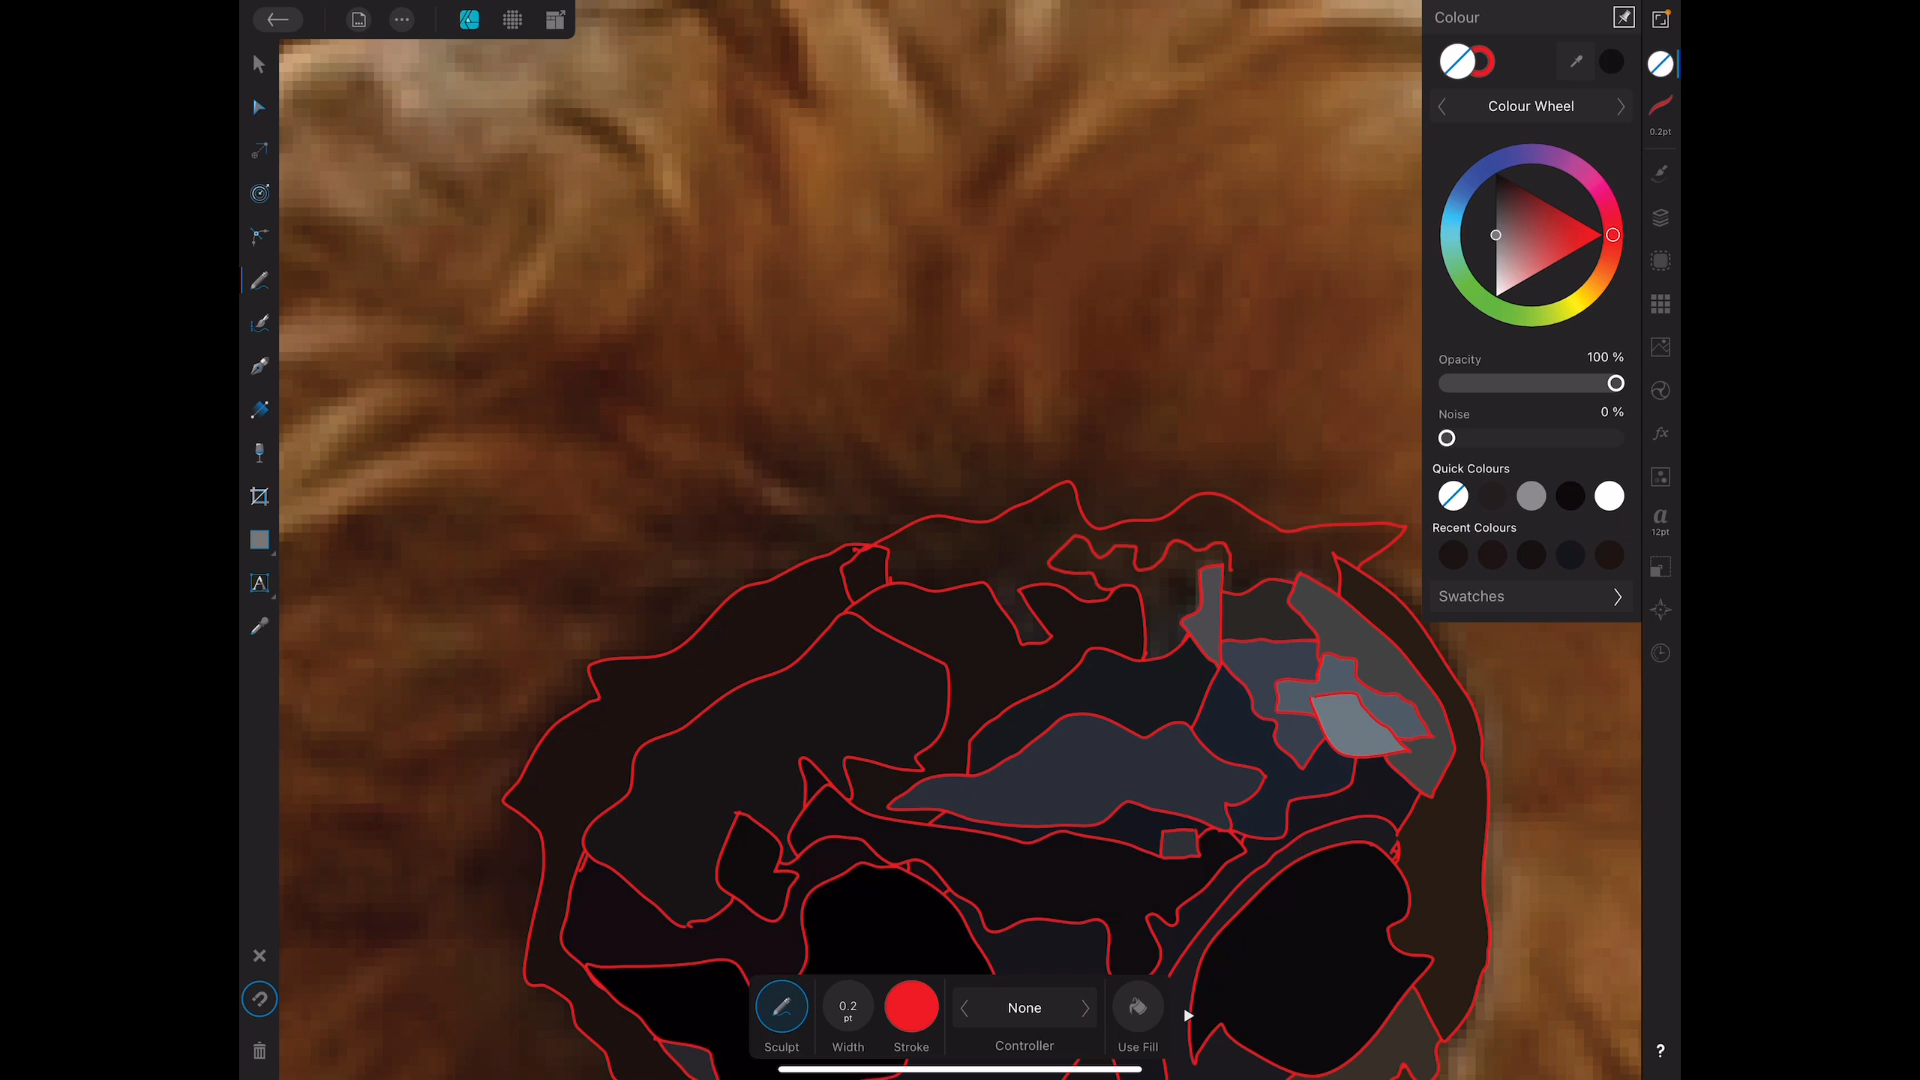 Colour
Colour Wheel
0.2pt
Opacity
100 %
Noise
0 %
Quick Colours
Recent Colours
a
12pt
fx
Swatches
A
0.2
pt
None
Sculpt
Width
Stroke
Controller
Use Fill
?